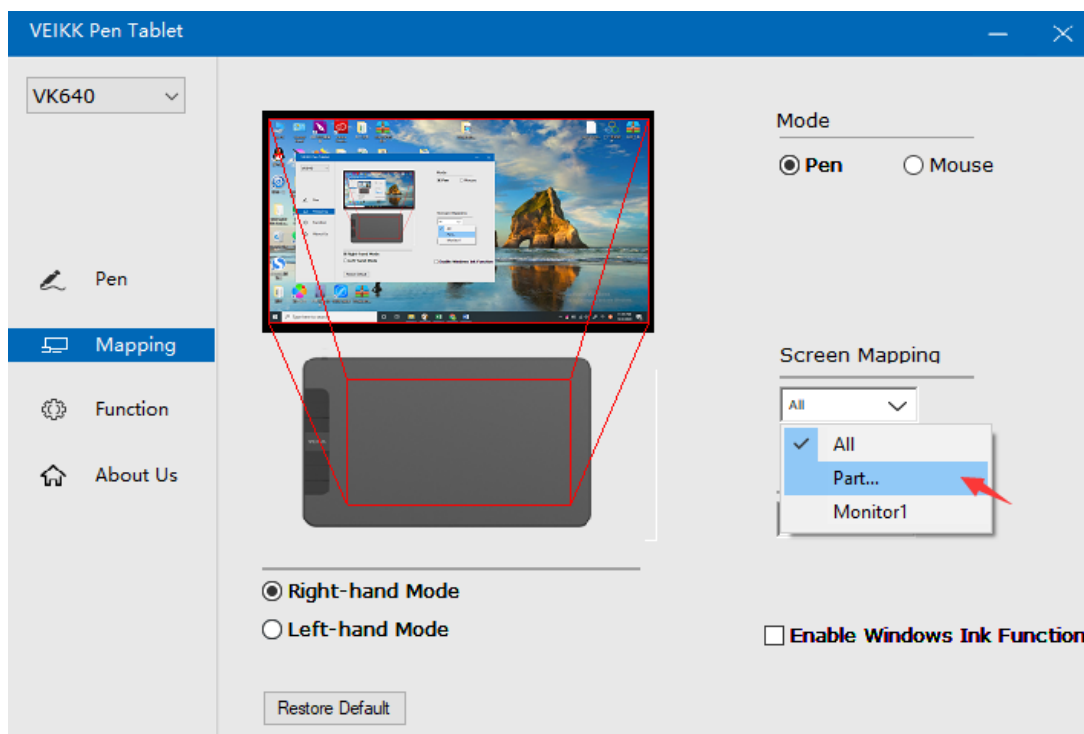 VEIKK Pen Tablet
VK640
Pen
Mapping
Function
About Us
Mode
Pen
Mouse
Screen Mapping
All
All
Part...
Monitor1
Right-hand Mode
Left-hand Mode
Enable Windows Ink Function
Restore Default